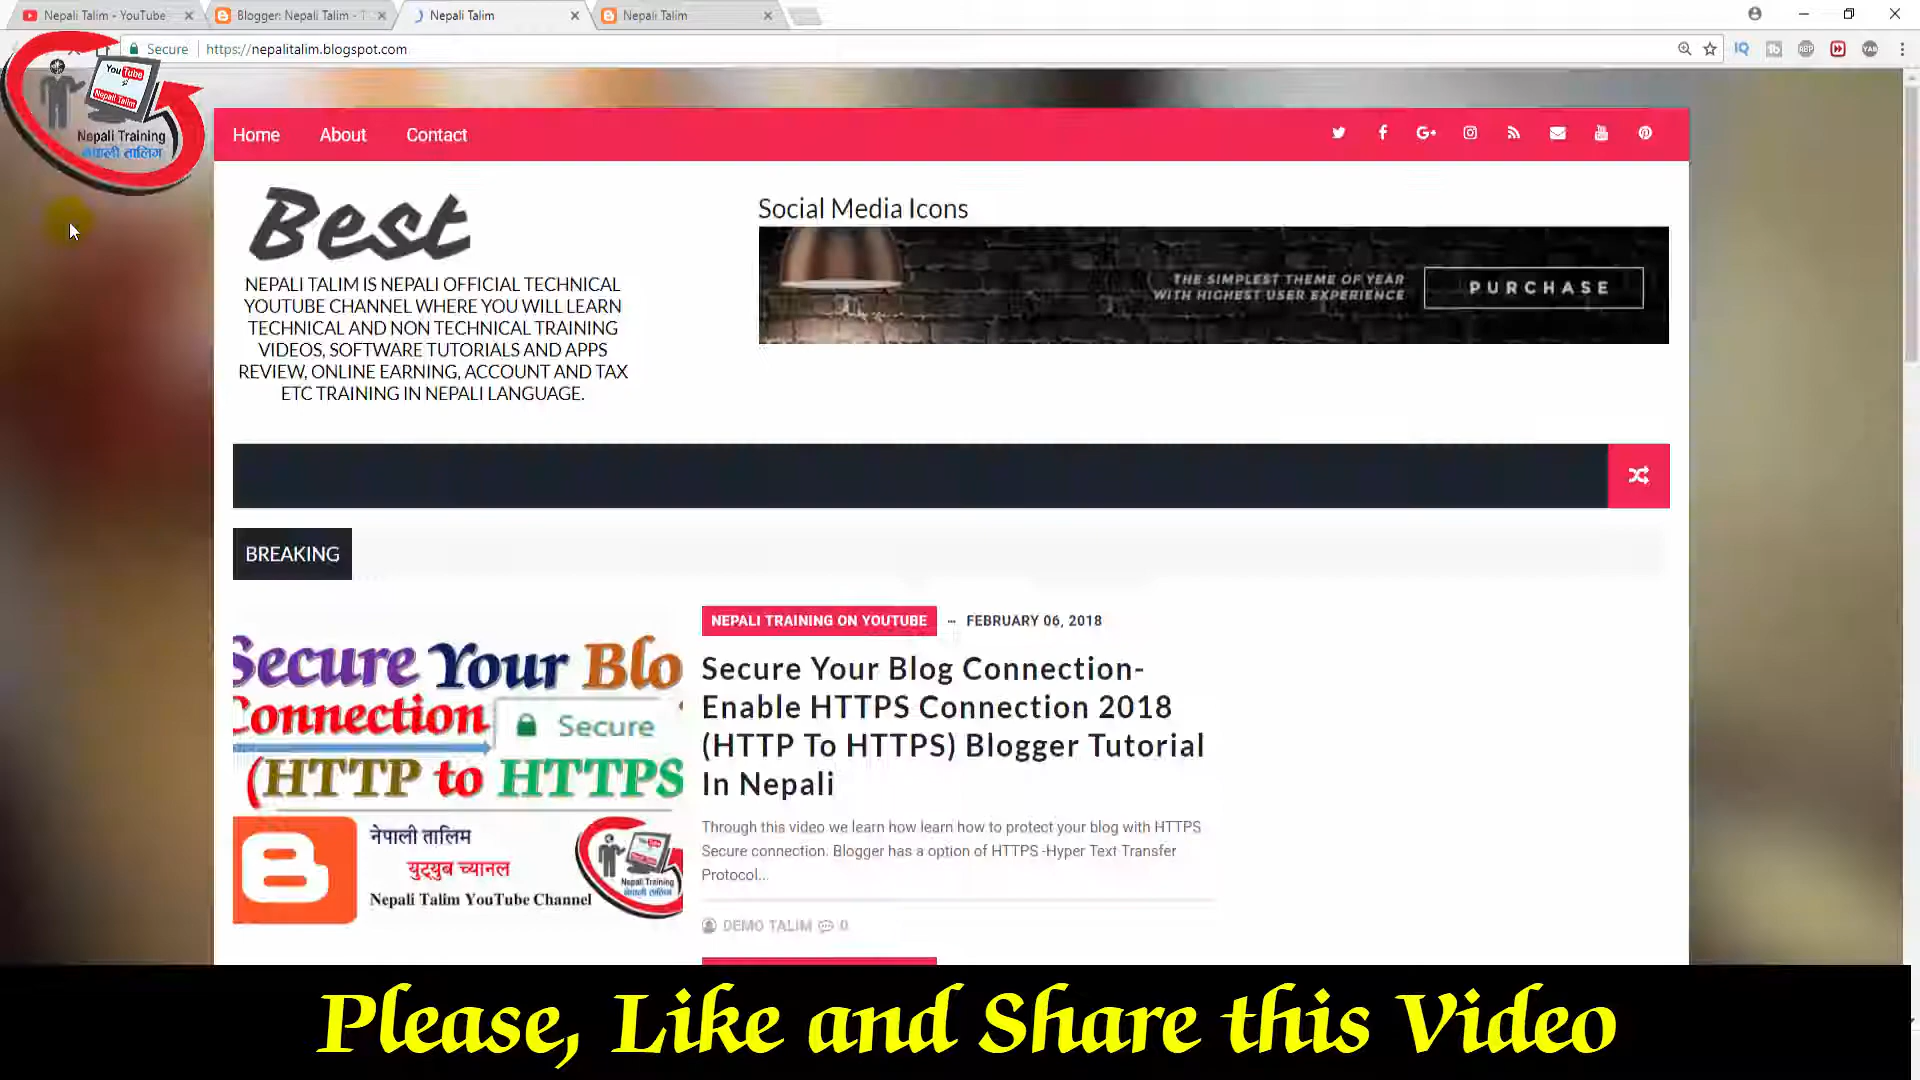 Nepali Talim - YouTube
Blogger: Nepali Talim - T
Nepali Talim
Nepali Talim
Secure
https://nepalitalim.blogspot.com
You Tube
Nepali Talim
Nepali Training
नेपाली तालिम
Home
About
Contact
Best
Social Media Icons
NEPALI TALIM IS NEPALI OFFICIAL TECHNICAL
YOUTUBE CHANNEL WHERE YOU WILL LEARN
TECHNICAL AND NON TECHNICAL TRAINING
VIDEOS, SOFTWARE TUTORIALS AND APPS
REVIEW, ONLINE EARNING, ACCOUNT AND TAX
ETC TRAINING IN NEPALI LANGUAGE.
THE SIMPLEST THEME OF YEAR
WITH HIGHEST USER EXPERIENCE
PURCHASE
BREAKING
Secure Your Blo
Connection
Secure
(HTTP to HTTPS
नेपाली तालिम
युट्युब च्यानल
Nepali Talim YouTube Channel
Nepali Training
नेपाली तालिम
NEPALI TRAINING ON YOUTUBE
– FEBRUARY 06, 2018
Secure Your Blog Connection-
Enable HTTPS Connection 2018
(HTTP To HTTPS) Blogger Tutorial
In Nepali
Through this video we learn how learn how to protect your blog with HTTPS
Secure connection. Blogger has a option of HTTPS -Hyper Text Transfer
Protocol...
DEMO TALIM
0
Please, Like and Share this Video